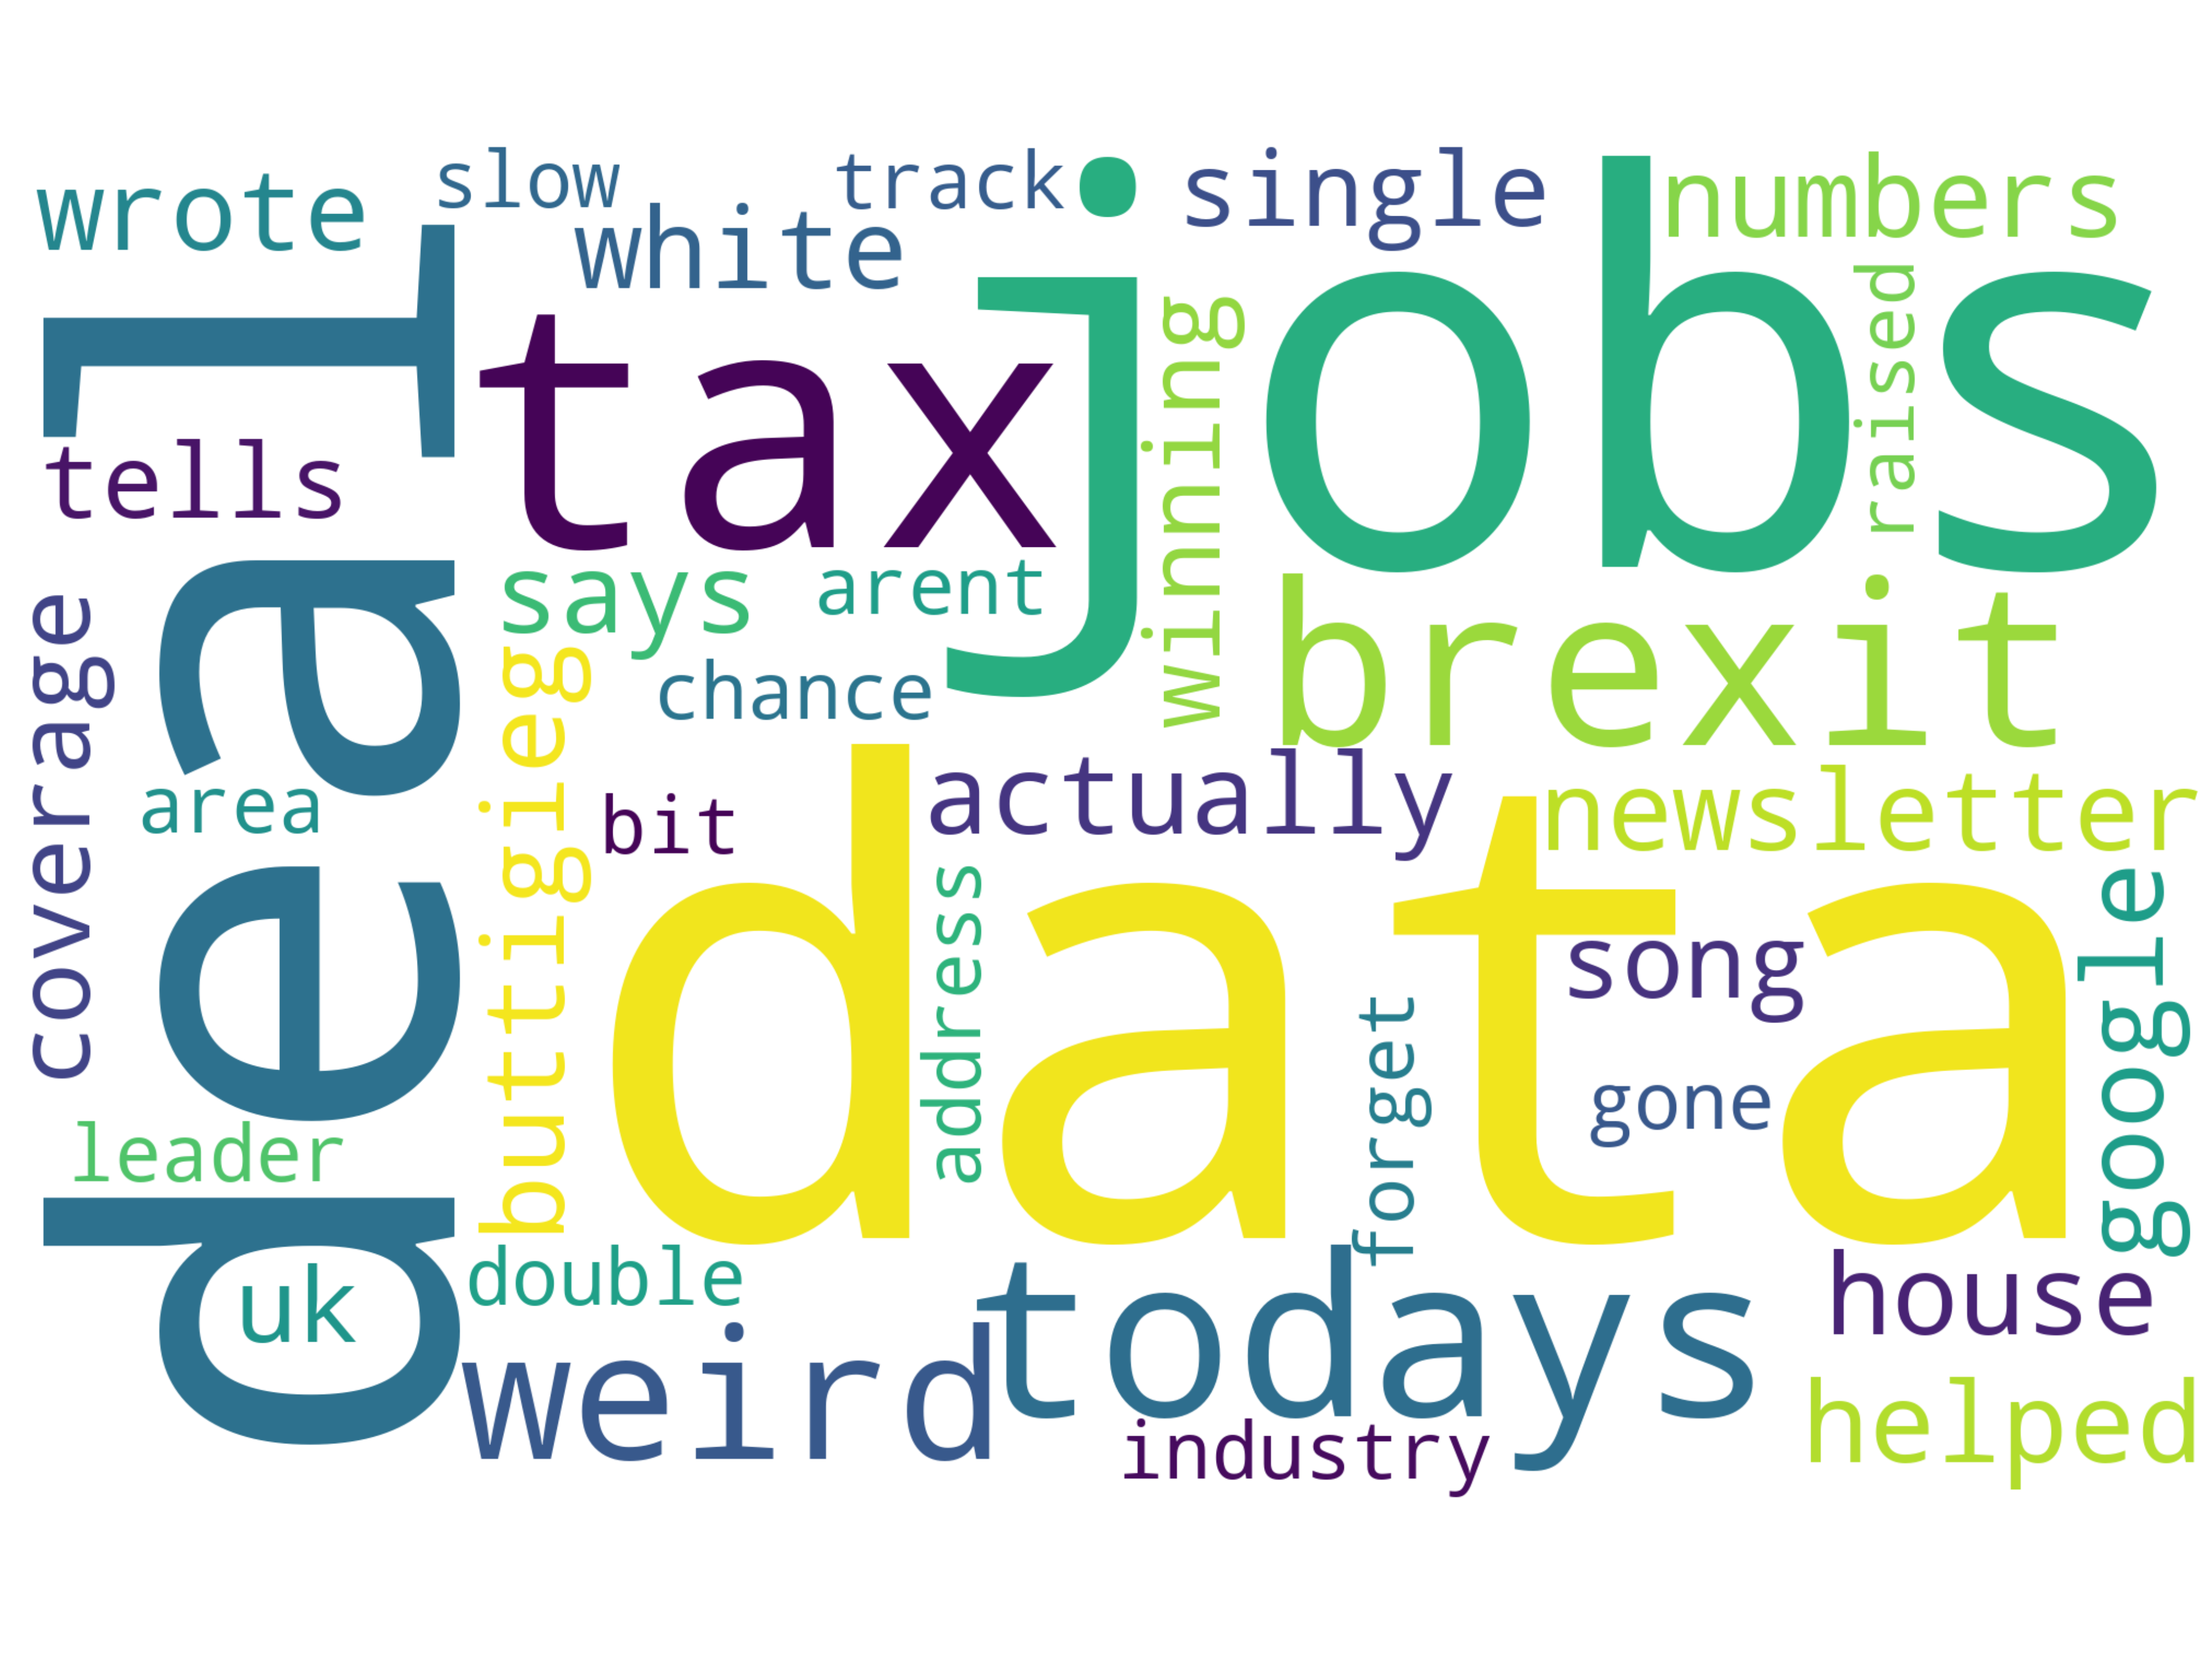 wrote
slow
track
single
numbers
white
jobs
tax
winning
raised
deal
tells
says
arent
brexit
chance
coverage
buttigieg
area
bit
actually
newsletter
data
address
song
google
forget
gone
leader
uk
double
weird
todays
house
industry
helped